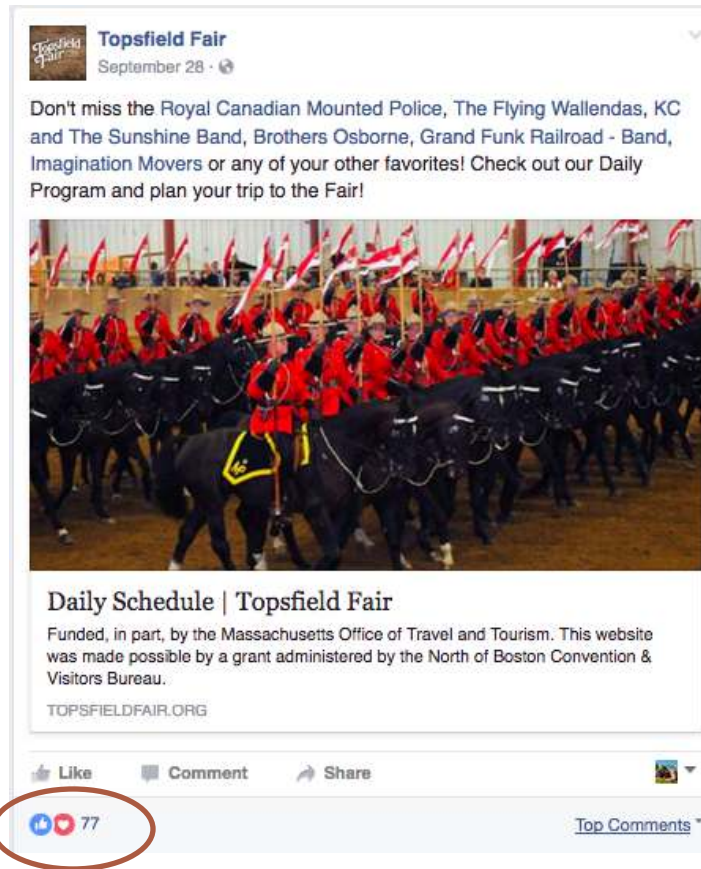 Topsfield
Fair
Topsfield Fair
September 28 ·
Don't miss the Royal Canadian Mounted Police, The Flying Wallendas, KC
and The Sunshine Band, Brothers Osborne, Grand Funk Railroad - Band,
Imagination Movers or any of your other favorites! Check out our Daily
Program and plan your trip to the Fair!
Daily Schedule | Topsfield Fair
Funded, in part, by the Massachusetts Office of Travel and Tourism. This website
was made possible by a grant administered by the North of Boston Convention &
Visitors Bureau.
TOPSFIELDFAIR.ORG
Like Comment Share
77 Top Comments